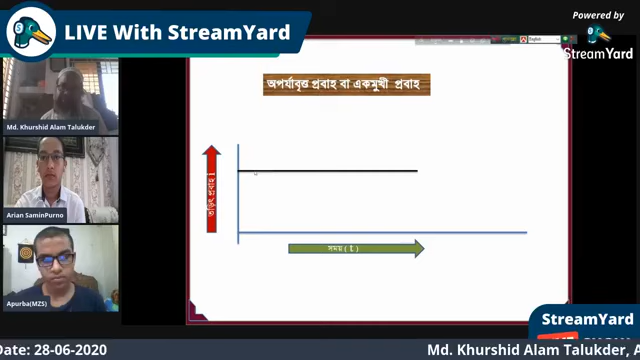 LIVE With StreamYard
Powered by
StreamYard
English
অপর্যাবৃত্ত প্রবাহ বা একমুখী প্রবাহ
Md. Khurshid Alam Talukder
তড়িৎ প্রবাহ i
Arian SaminPurno
সময় ( t )
Apurba(MZS)
StreamYard
Date: 28-06-2020
Md. Khurshid Alam Talukder, A